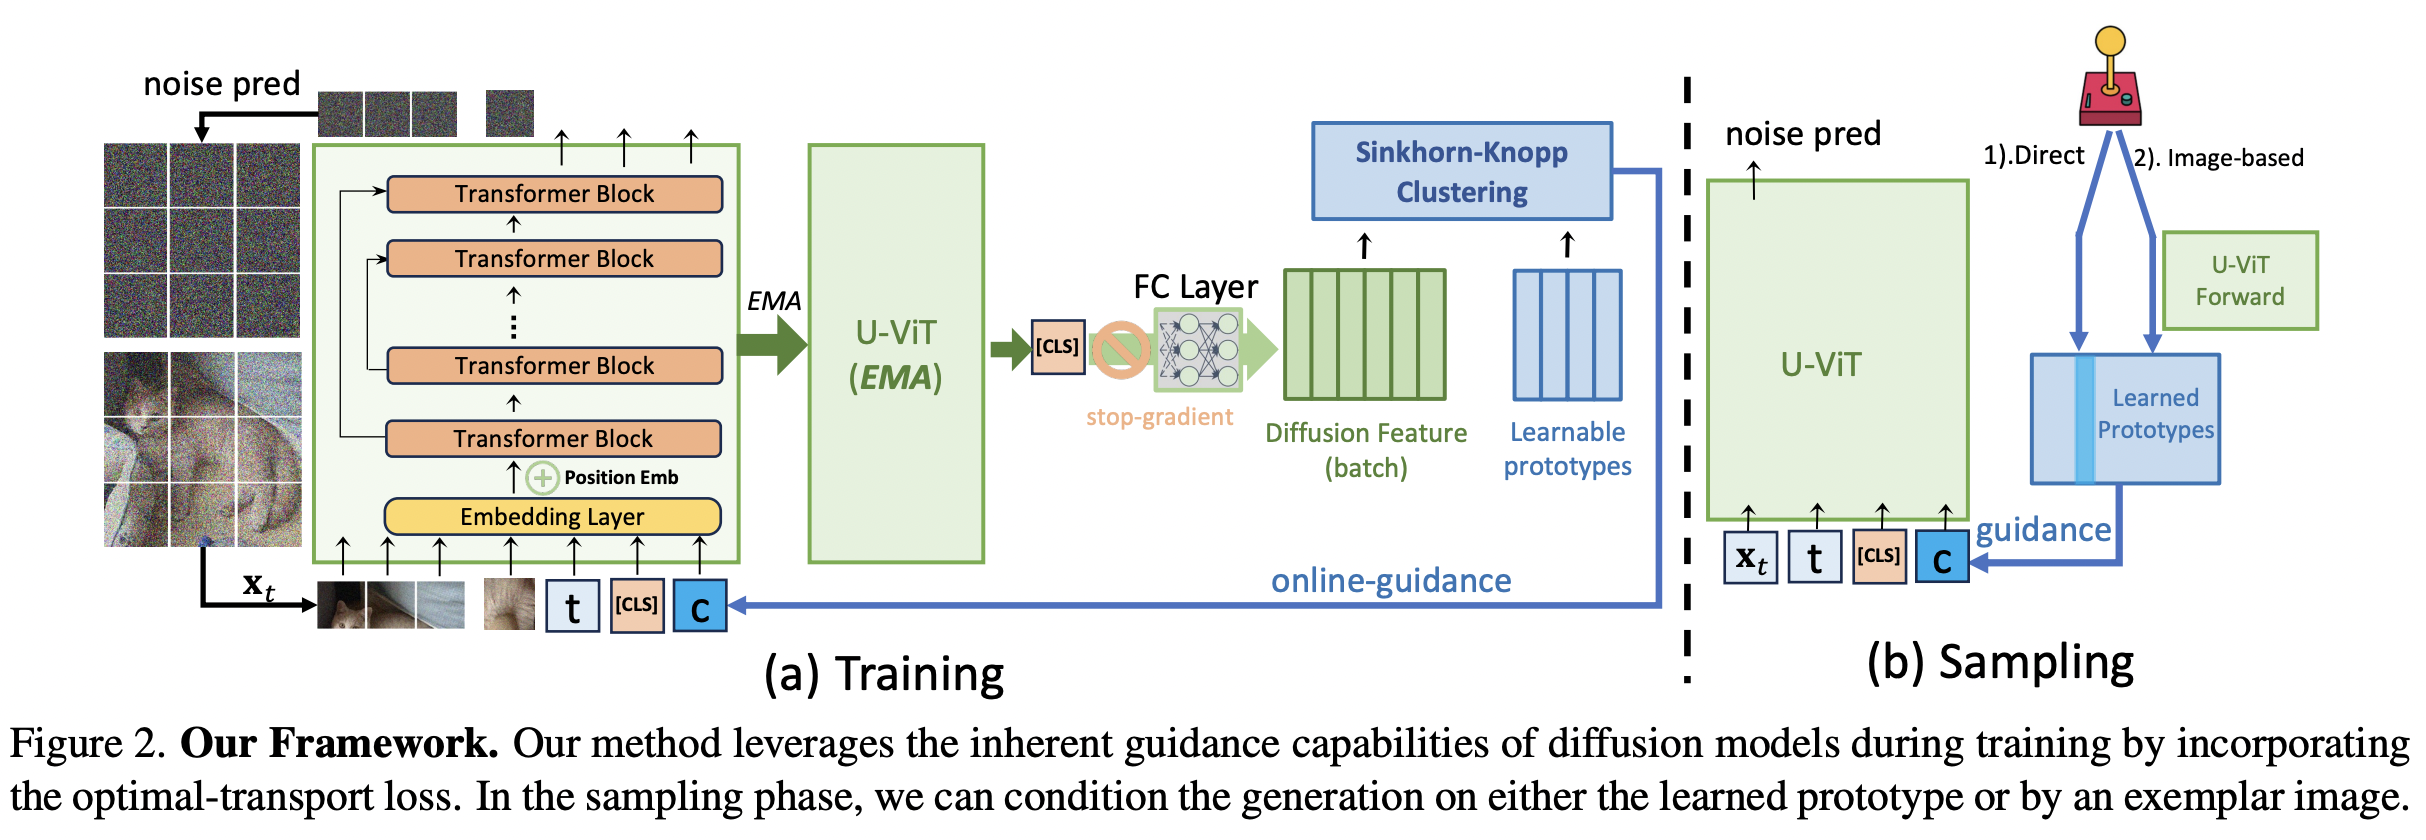 noise pred
Transformer Block
Transformer Block
Transformer Block
Transformer Block
Position Emb
Embedding Layer
x_t
t
[CLS]
c
EMA
U-ViT
(EMA)
[CLS]
stop-gradient
FC Layer
Diffusion Feature
(batch)
Learnable
prototypes
Sinkhorn-Knopp
Clustering
online-guidance
(a) Training
noise pred
U-ViT
x_t
t
[CLS]
c
1).Direct
2). Image-based
U-ViT
Forward
Learned
Prototypes
guidance
(b) Sampling
Figure 2. Our Framework. Our method leverages the inherent guidance capabilities of diffusion models during training by incorporating
the optimal-transport loss. In the sampling phase, we can condition the generation on either the learned prototype or by an exemplar image.